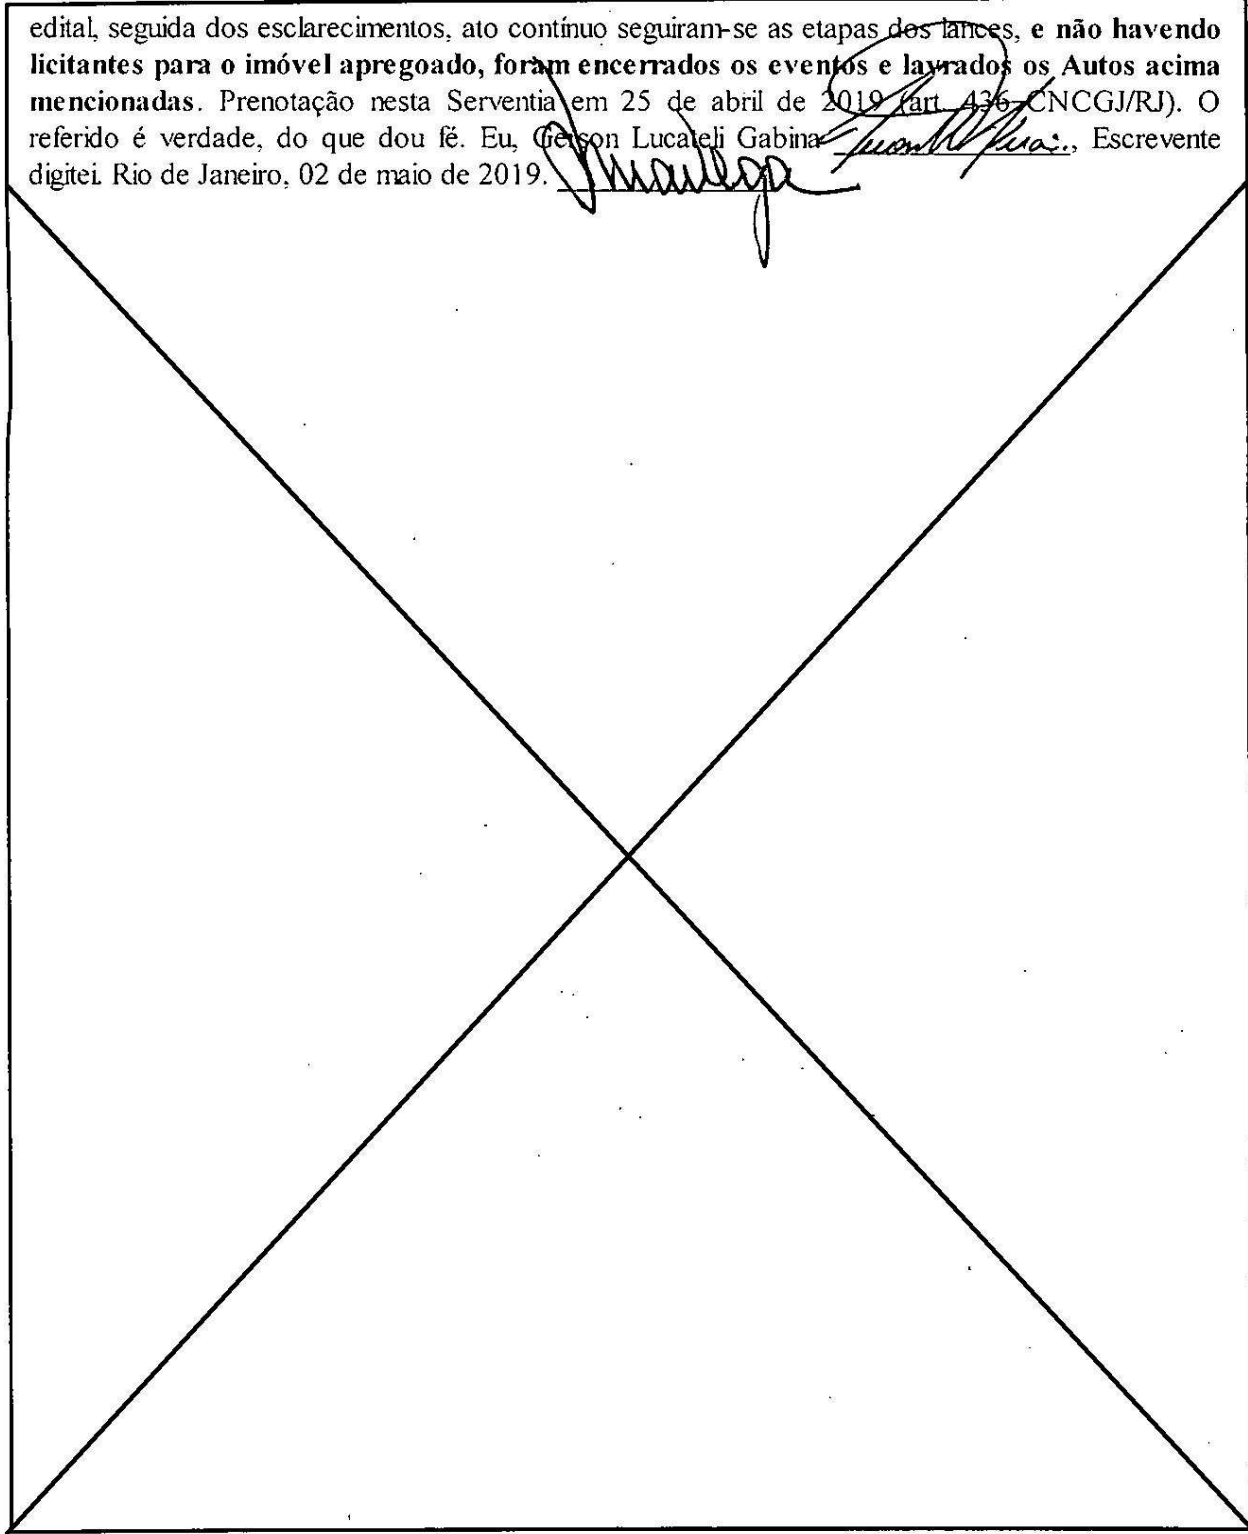 edital, seguida dos esclarecimentos, ato contínuo seguiram-se as etapas dos lances, e não havendo
licitantes para o imóvel apregoado, foram encerrados os eventos e lavrados os Autos acima
mencionadas. Prenotação nesta Serventia em 25 de abril de 2019 (art. 436 CNCGJ/RJ). O
referido é verdade, do que dou fé. Eu, Gerson Lucateli Gabina , Escrevente
digitei. Rio de Janeiro, 02 de maio de 2019.